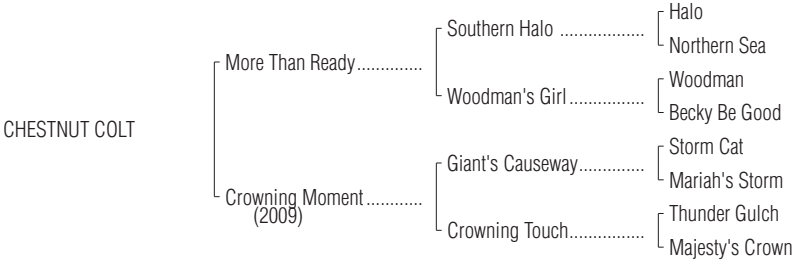 CHESTNUT COLT
More Than Ready..............
Crowning Moment............
(2009)
Southern Halo ..................
Woodman's Girl................
Giant's Causeway..............
Crowning Touch................
Halo
Northern Sea
Woodman
Becky Be Good
Storm Cat
Mariah's Storm
Thunder Gulch
Majesty's Crown